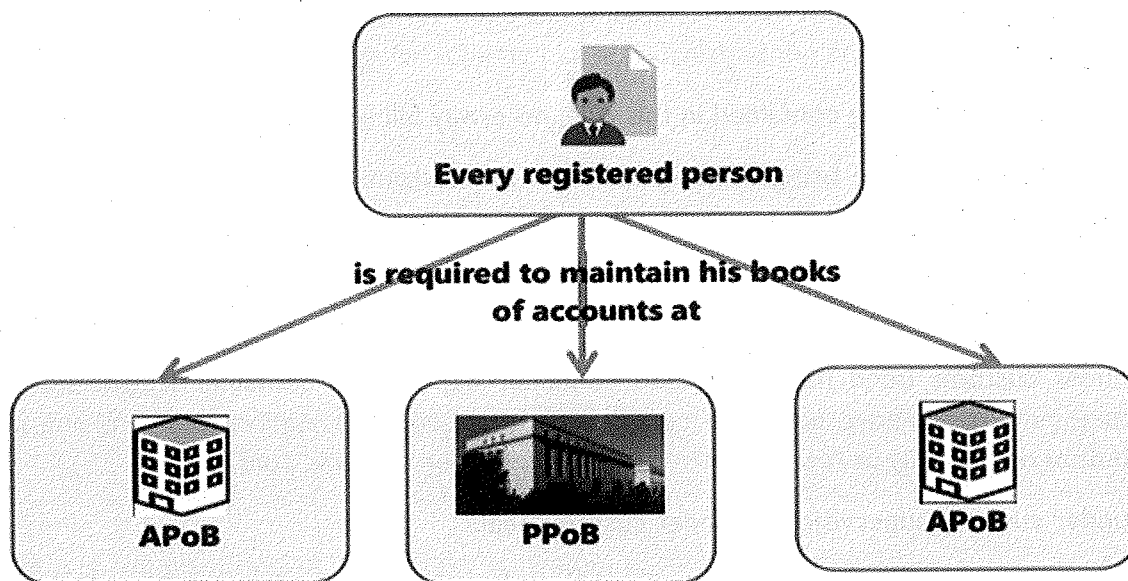 Every registered person
is required to maintain his books
of accounts at
APoB
PPoB
APoB